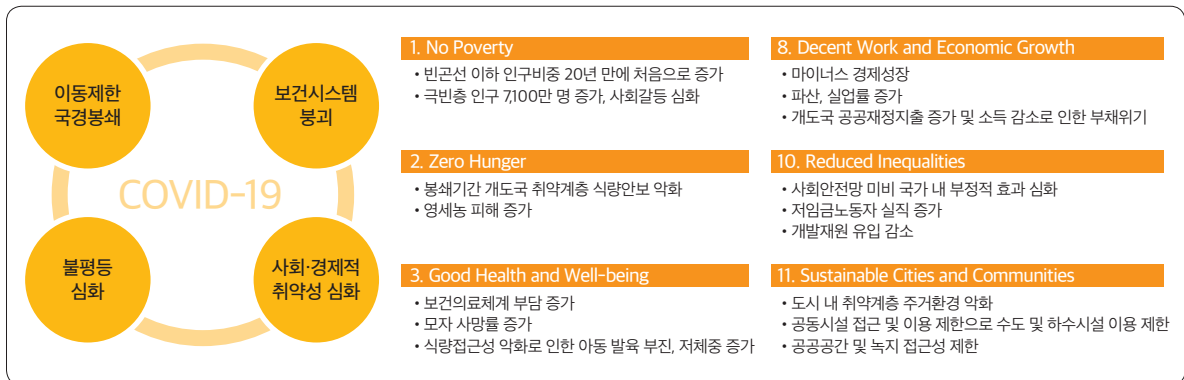 이동제한
국경봉쇄
보건시스템
붕괴
COVID-19
불평등
심화
사회·경제적
취약성 심화
1. No Poverty
• 빈곤선 이하 인구비중 20년 만에 처음으로 증가
• 극빈층 인구 7,100만 명 증가, 사회갈등 심화
2. Zero Hunger
• 봉쇄기간 개도국 취약계층 식량안보 악화
• 영세농 피해 증가
3. Good Health and Well-being
• 보건의료체계 부담 증가
• 모자 사망률 증가
• 식량접근성 악화로 인한 아동 발육 부진, 저체중 증가
8. Decent Work and Economic Growth
• 마이너스 경제성장
• 파산, 실업률 증가
• 개도국 공공재정지출 증가 및 소득 감소로 인한 부채위기
10. Reduced Inequalities
• 사회안전망 미비 국가 내 부정적 효과 심화
• 저임금노동자 실직 증가
• 개발재원 유입 감소
11. Sustainable Cities and Communities
• 도시 내 취약계층 주거환경 악화
• 공동시설 접근 및 이용 제한으로 수도 및 하수시설 이용 제한
• 공공공간 및 녹지 접근성 제한